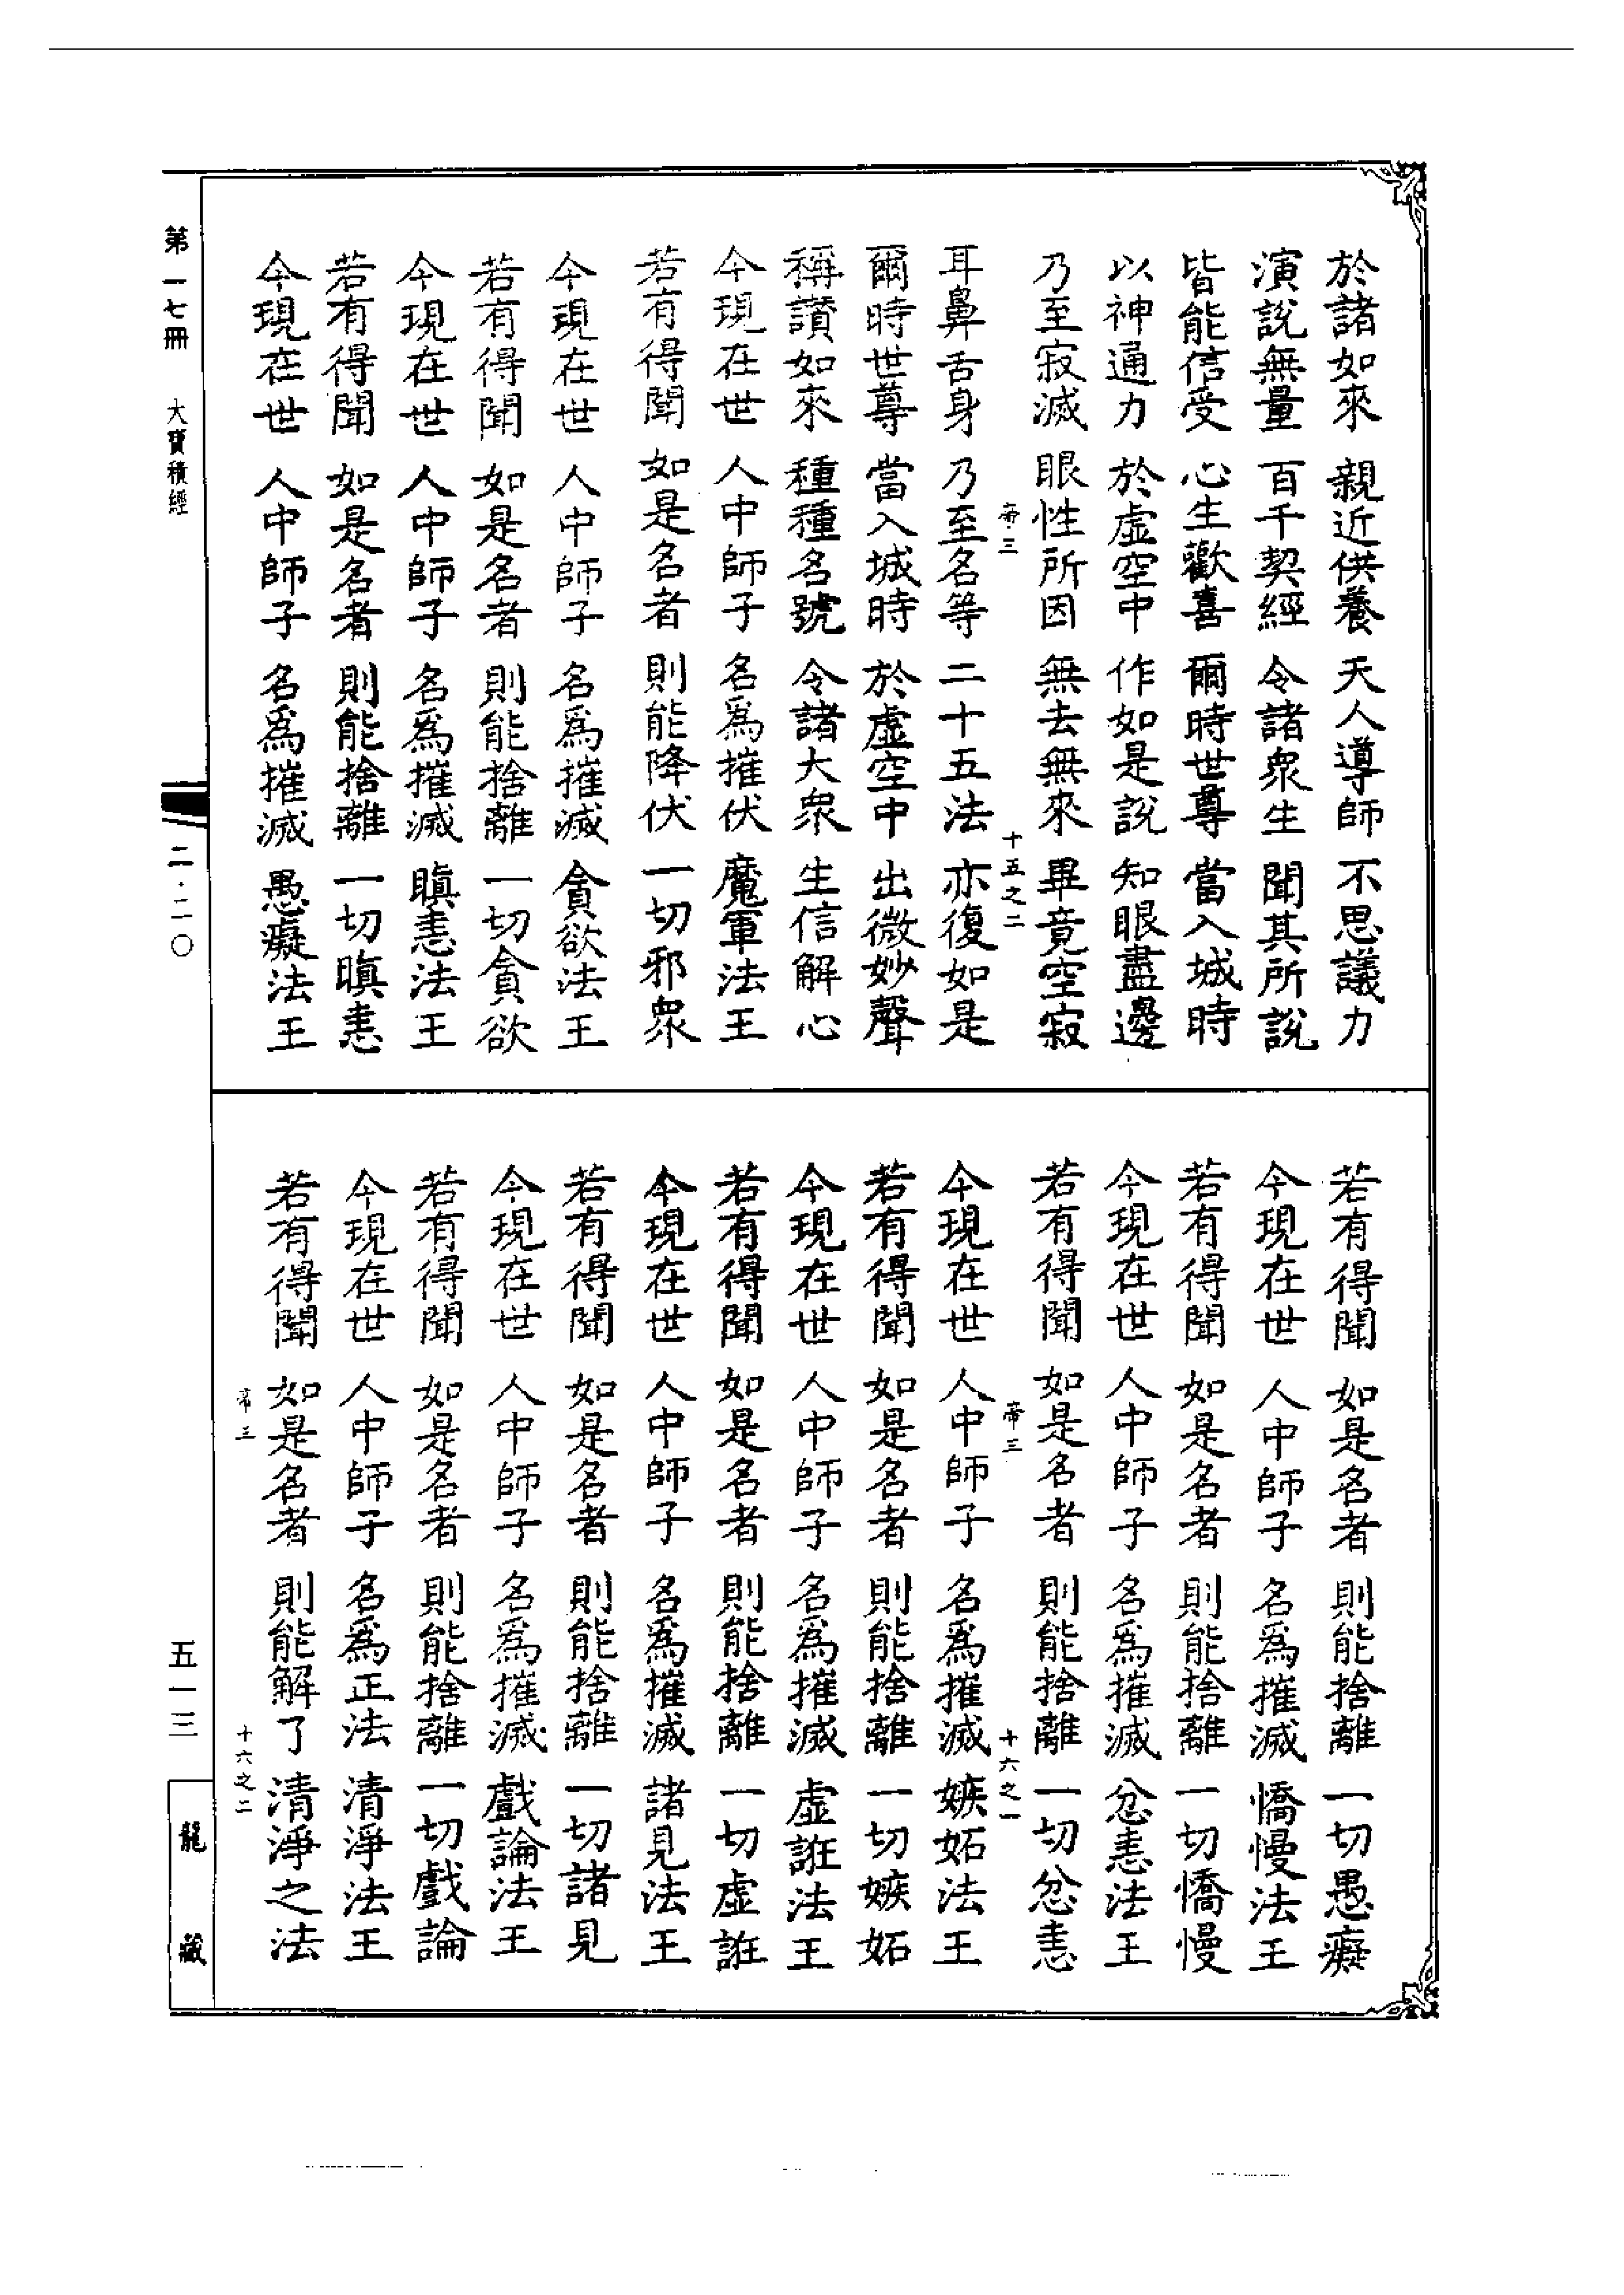 於諸如來　親近供養　天人導師　不思議力
演說無量　百千契經　令諸衆生　聞其所說
皆能信受　心生歡喜　爾時世尊　當入城時
以神通力　於虛空中　作如是說　知眼盡邊
乃至寂滅　眼性所因　無去無來　畢竟空寂
帝三　十五之二
耳鼻舌身　乃至名等　二十五法　亦復如是
爾時世尊　當入城時　於虛空中　出微妙聲
稱讚如來　種種名號　令諸大衆　生信解心
今現在世　人中師子　名爲摧伏　魔軍法王
若有得聞　如是名者　則能降伏　一切邪衆
今現在世　人中師子　名爲摧滅　貪欲法王
若有得聞　如是名者　則能捨離　一切貪欲
今現在世　人中師子　名爲摧滅　瞋恚法王
若有得聞　如是名者　則能捨離　一切瞋恚
今現在世　人中師子　名爲摧滅　愚癡法王
若有得聞　如是名者　則能捨離　一切愚癡
今現在世　人中師子　名爲摧滅　憍慢法王
若有得聞　如是名者　則能捨離　一切憍慢
今現在世　人中師子　名爲摧滅　忿恚法王
若有得聞　如是名者　則能捨離　一切忿恚
帝三　十六之一
今現在世　人中師子　名爲摧滅　嫉妬法王
若有得聞　如是名者　則能捨離　一切嫉妬
今現在世　人中師子　名爲摧滅　虛誑法王
若有得聞　如是名者　則能捨離　一切虛誑
今現在世　人中師子　名爲摧滅　諸見法王
若有得聞　如是名者　則能捨離　一切諸見
今現在世　人中師子　名爲摧滅　戲論法王
若有得聞　如是名者　則能捨離　一切戲論
今現在世　人中師子　名爲正法　清淨法王
若有得聞　如是名者　則能解了　清淨之法
帝三　十六之二
第一七冊　大寶積經　二·二〇　五一三　龍藏